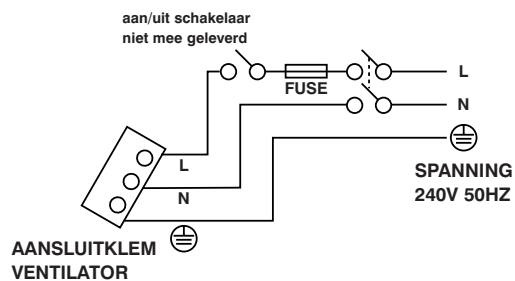 aan/uit schakelaar
niet mee geleverd
FUSE
L
N
SPANNING
240V 50HZ
L
N
AANSLUITKLEM
VENTILATOR